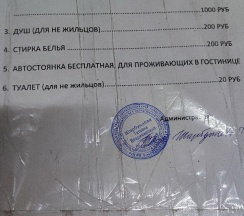 1000 РУБ
3. ДУШ (ДЛЯ НЕ ЖИЛЬЦОВ) 200 РУБ
4. СТИРКА БЕЛЬЯ 200 РУБ
5. АВТОСТОЯНКА БЕСПЛАТНАЯ, ДЛЯ ПРОЖИВАЮЩИХ В ГОСТИНИЦЕ
6. ТУАЛЕТ (для не жильцов) 20 РУБ